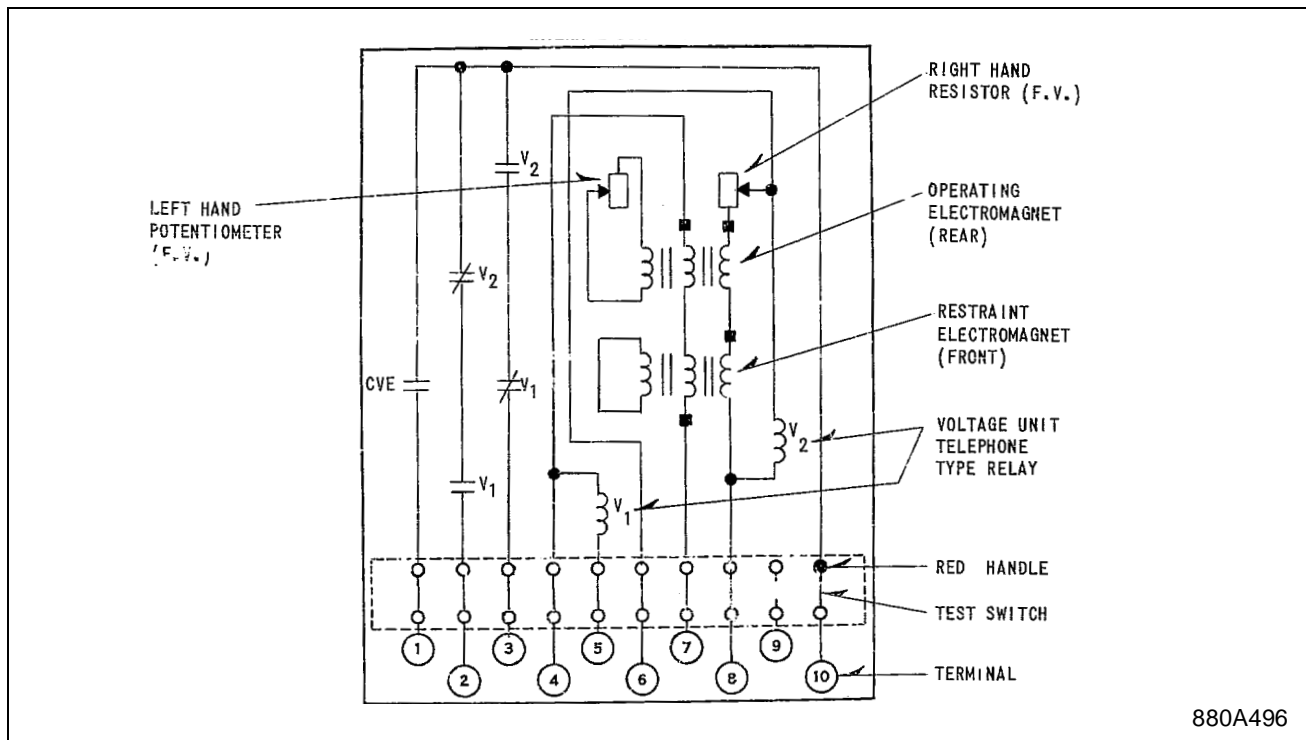 RIGHT HAND
RESISTOR (F.V.)
OPERATING
ELECTROMAGNET
(REAR)
LEFT HAND
POTENTIOMETER
(F.V.)
V2
V2
RESTRAINT
ELECTROMAGNET
(FRONT)
CVE
V1
VOLTAGE UNIT
TELEPHONE
TYPE RELAY
V2
V1
V1
RED HANDLE
TEST SWITCH
1 3 5 7 9
2 4 6 8 10
TERMINAL
880A496